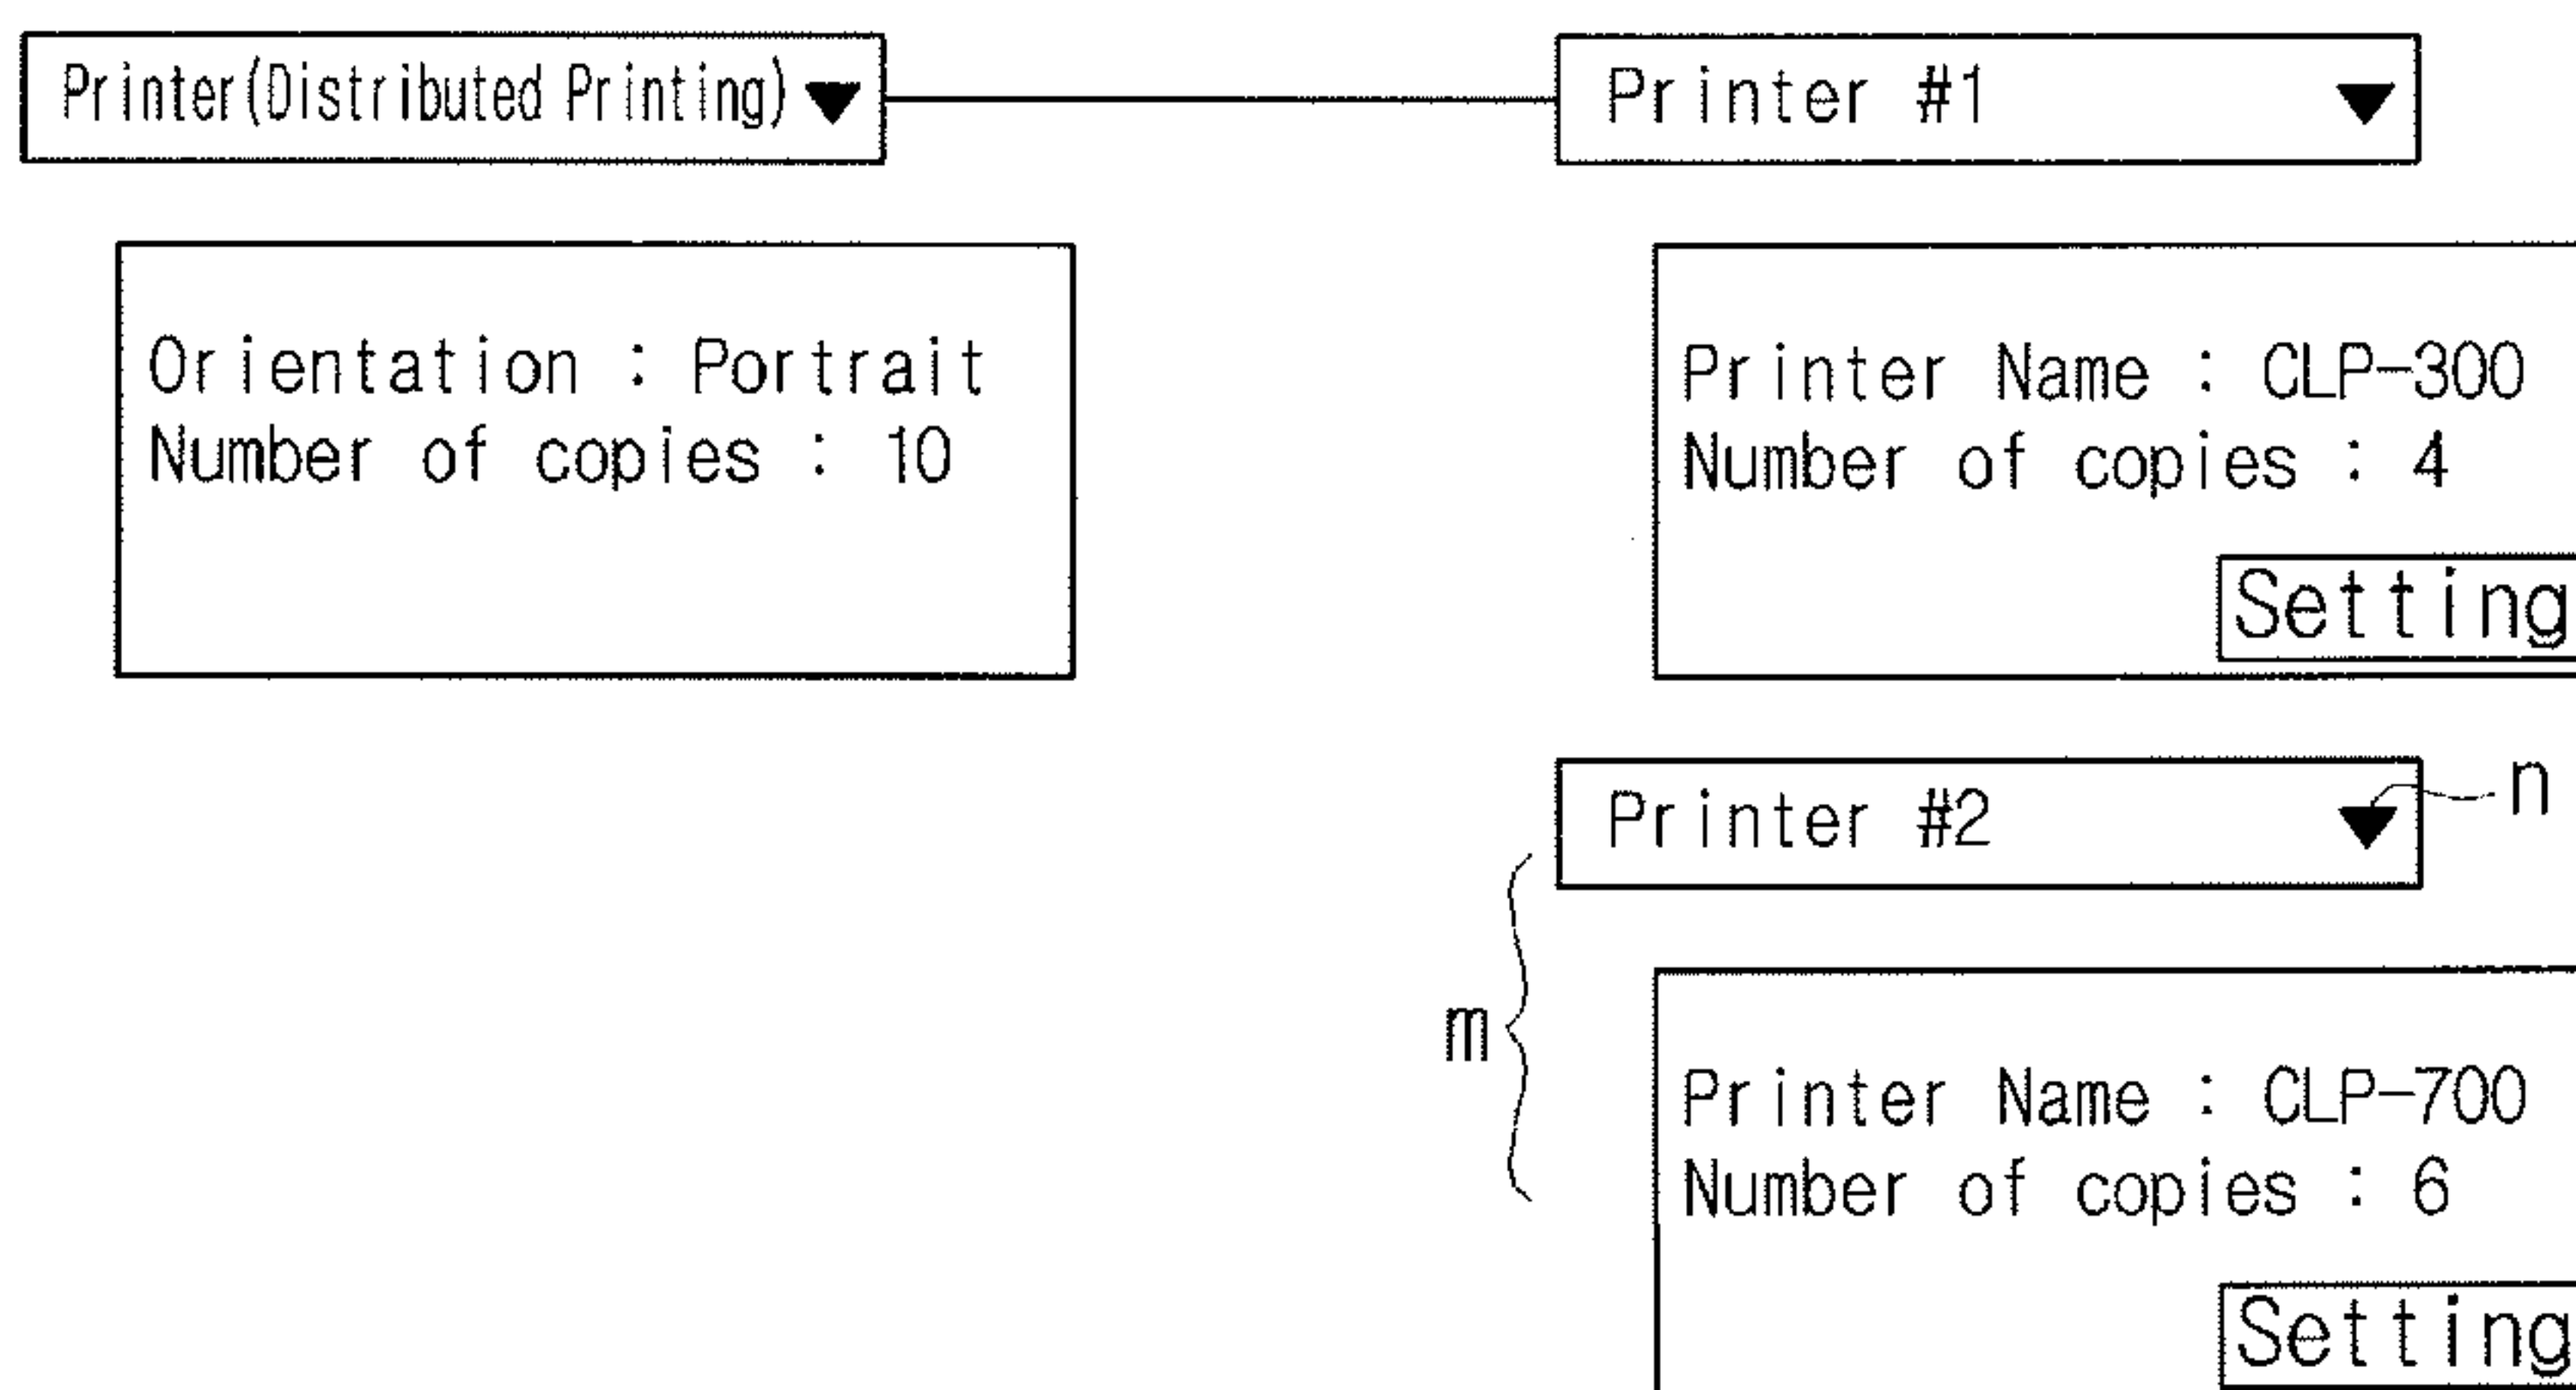 Printer(Distributed Printing) ▼
Printer #1 ▼
Orientation : Portrait
Number of copies : 10
Printer Name : CLP-300
Number of copies : 4
Setting
Printer #2 ▼
n
m
Printer Name : CLP-700
Number of copies : 6
Setting